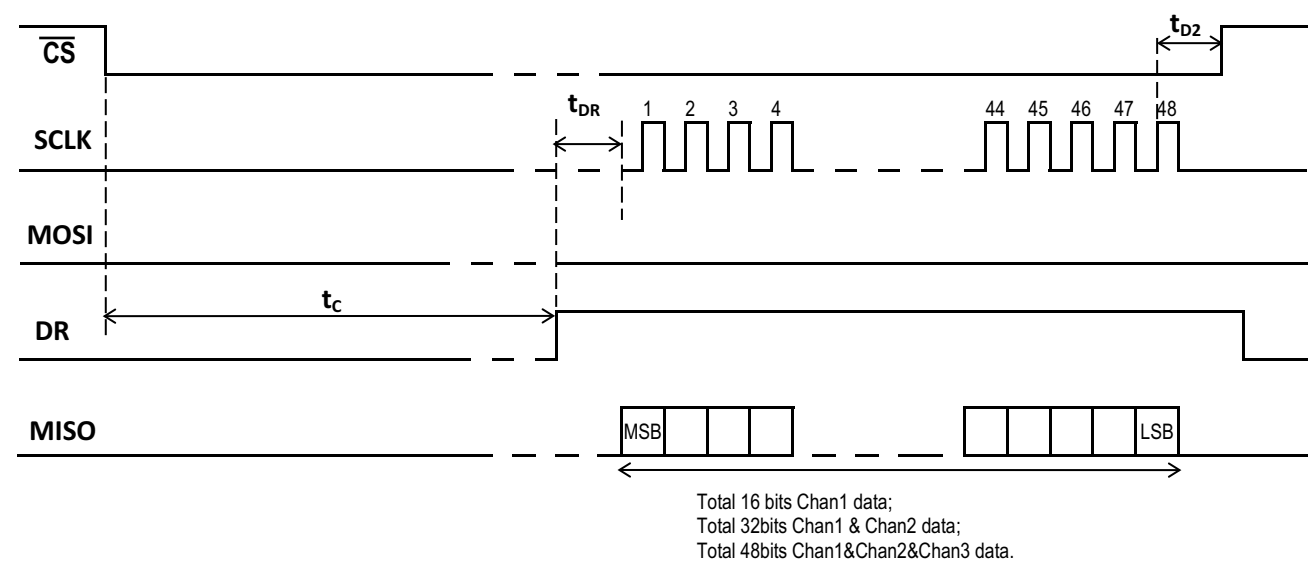 t_D2
C̅S̅
t_DR
1 2 3 4 44 45 46 47 48
SCLK
MOSI
t_C
DR
MISO
MSB LSB
Total 16 bits Chan1 data;
Total 32bits Chan1 & Chan2 data;
Total 48bits Chan1&Chan2&Chan3 data.